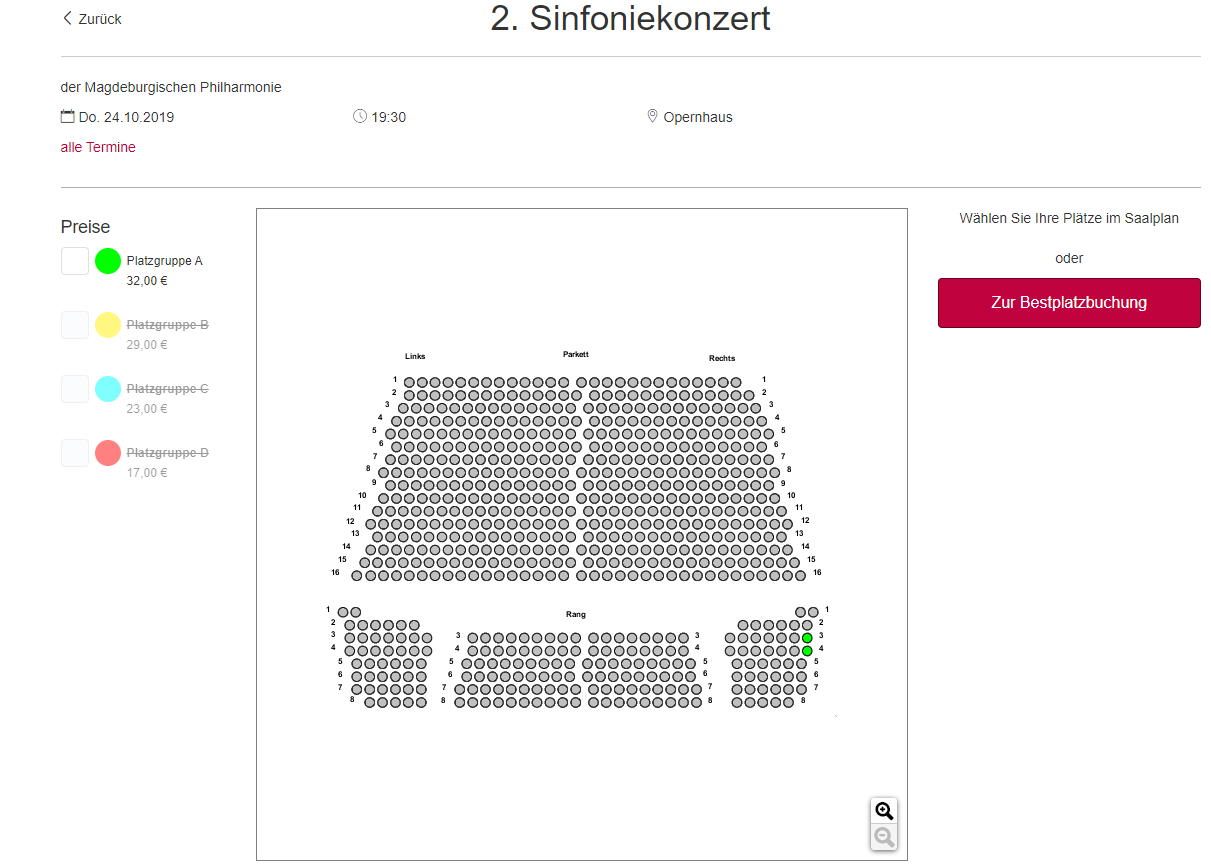 Zurück
2. Sinfoniekonzert
der Magdeburgischen Philharmonie
Do. 24.10.2019 19:30 Opernhaus
alle Termine
Preise
Platzgruppe A
32,00 €
Platzgruppe B
29,00 €
Platzgruppe C
23,00 €
Platzgruppe D
17,00 €
Links Parkett Rechts
1 1
2 2
3 3
4 4
5 5
6 6
7 7
8 8
9 9
10 10
11 11
12 12
13 13
14 14
15 15
16 16
Rang
1 1
2 2
3 3 3 3
4 4 4 4
5 5 5 5
6 6 6 6
7 7 7 7
8 8 8 8
Wählen Sie Ihre Plätze im Saalplan
oder
Zur Bestplatzbuchung